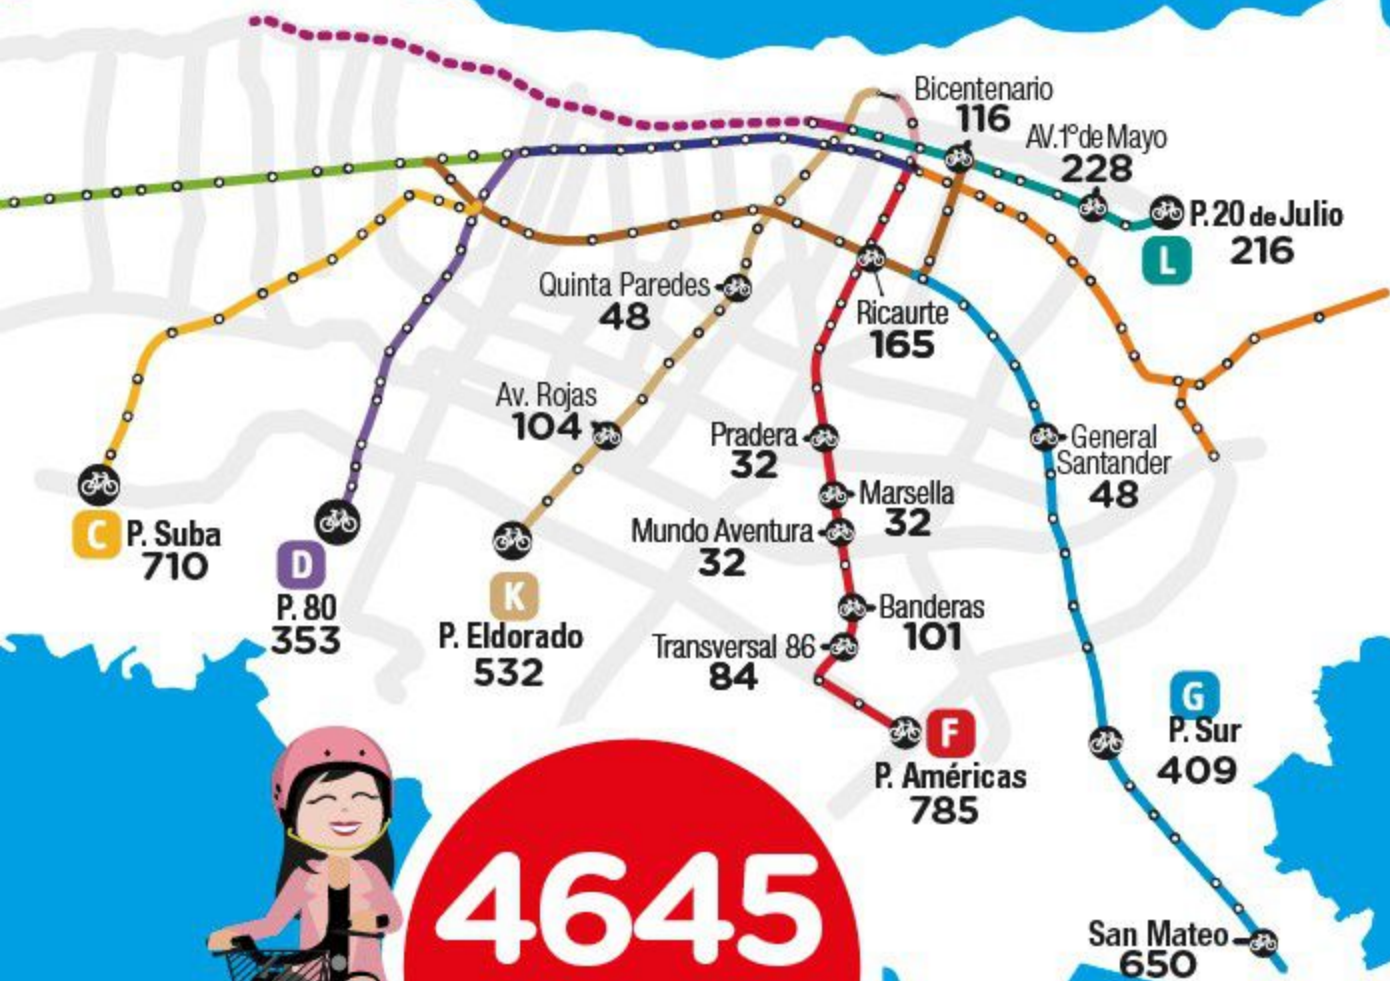 Bicentenario
116
AV.1°de Mayo
228
P.20 de Julio
216
L
Quinta Paredes
48
Ricaurte
165
Av. Rojas
104
Pradera
32
General
Santander
48
Marsella
32
Mundo Aventura
32
C
P. Suba
710
D
P. 80
353
K
P. Eldorado
532
Banderas
101
Transversal 86
84
F
P. Américas
785
G
P. Sur
409
4645
San Mateo
650